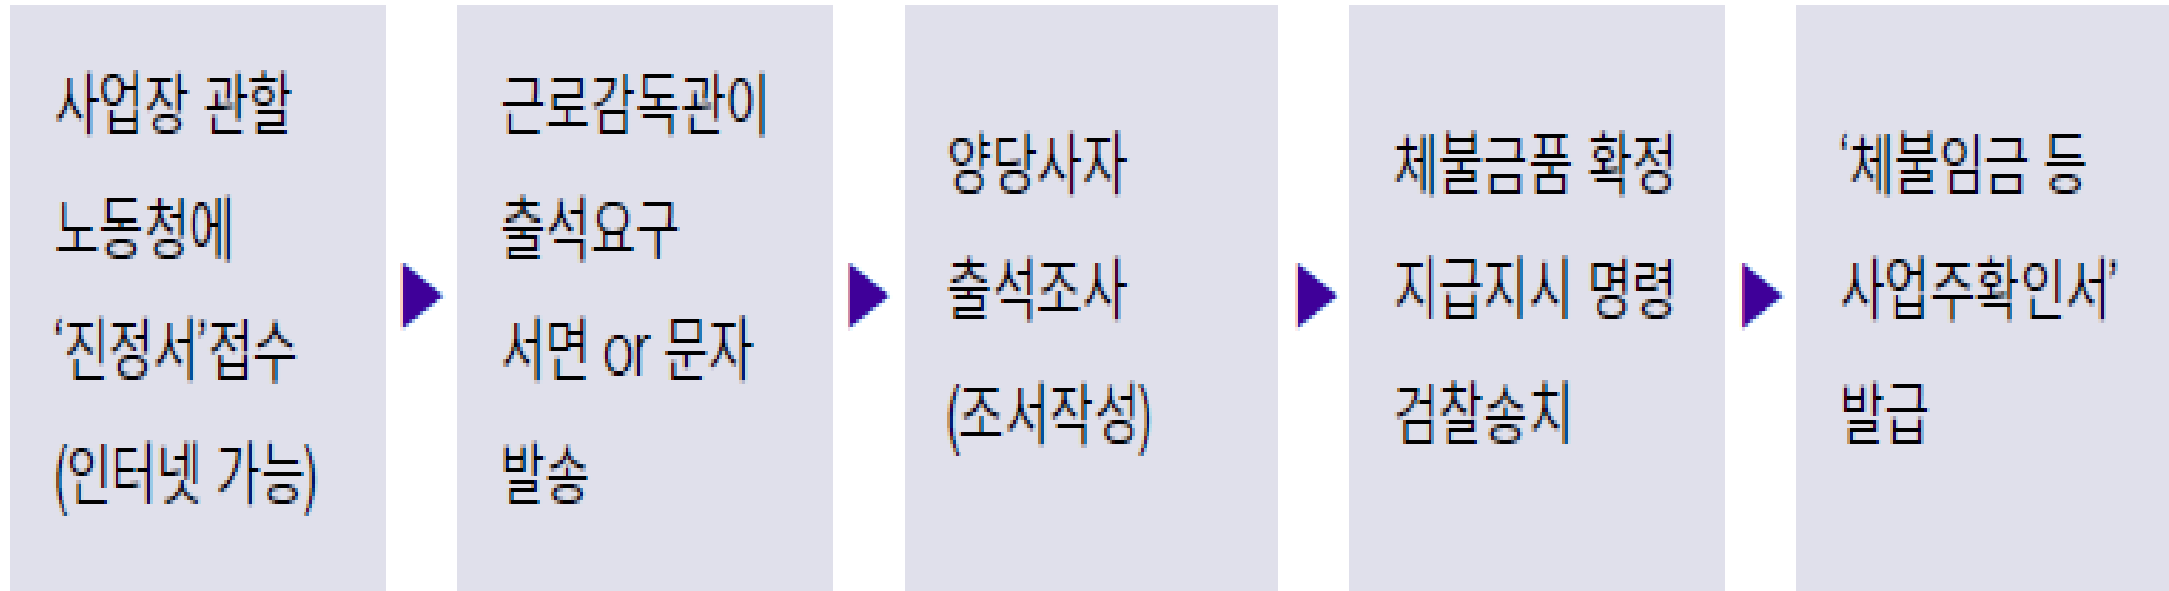 사업장 관할
노동청에
‘진정서’접수
(인터넷 가능)
근로감독관이
출석요구
서면 or 문자
발송
양당사자
출석조사
(조서작성)
체불금품 확정
지급지시 명령
검찰송치
‘체불임금 등
사업주확인서’
발급